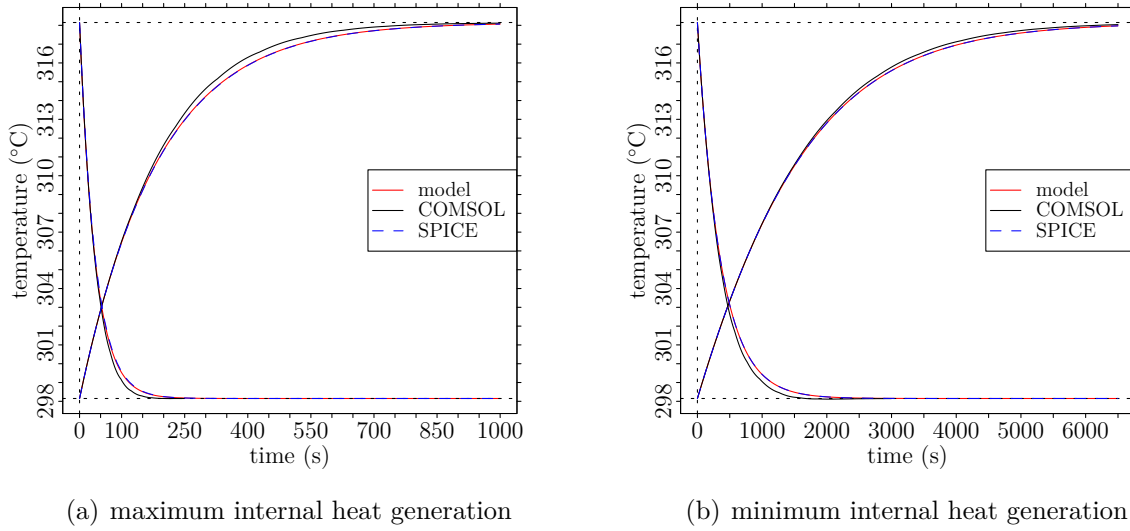 temperature (°C)
316
313
310
307
304
301
298
model
COMSOL
SPICE
0 100 250 400 550 700 850 1000
time (s)
(a) maximum internal heat generation
temperature (°C)
316
313
310
307
304
301
298
model
COMSOL
SPICE
0 1000 2000 3000 4000 5000 6000
time (s)
(b) minimum internal heat generation